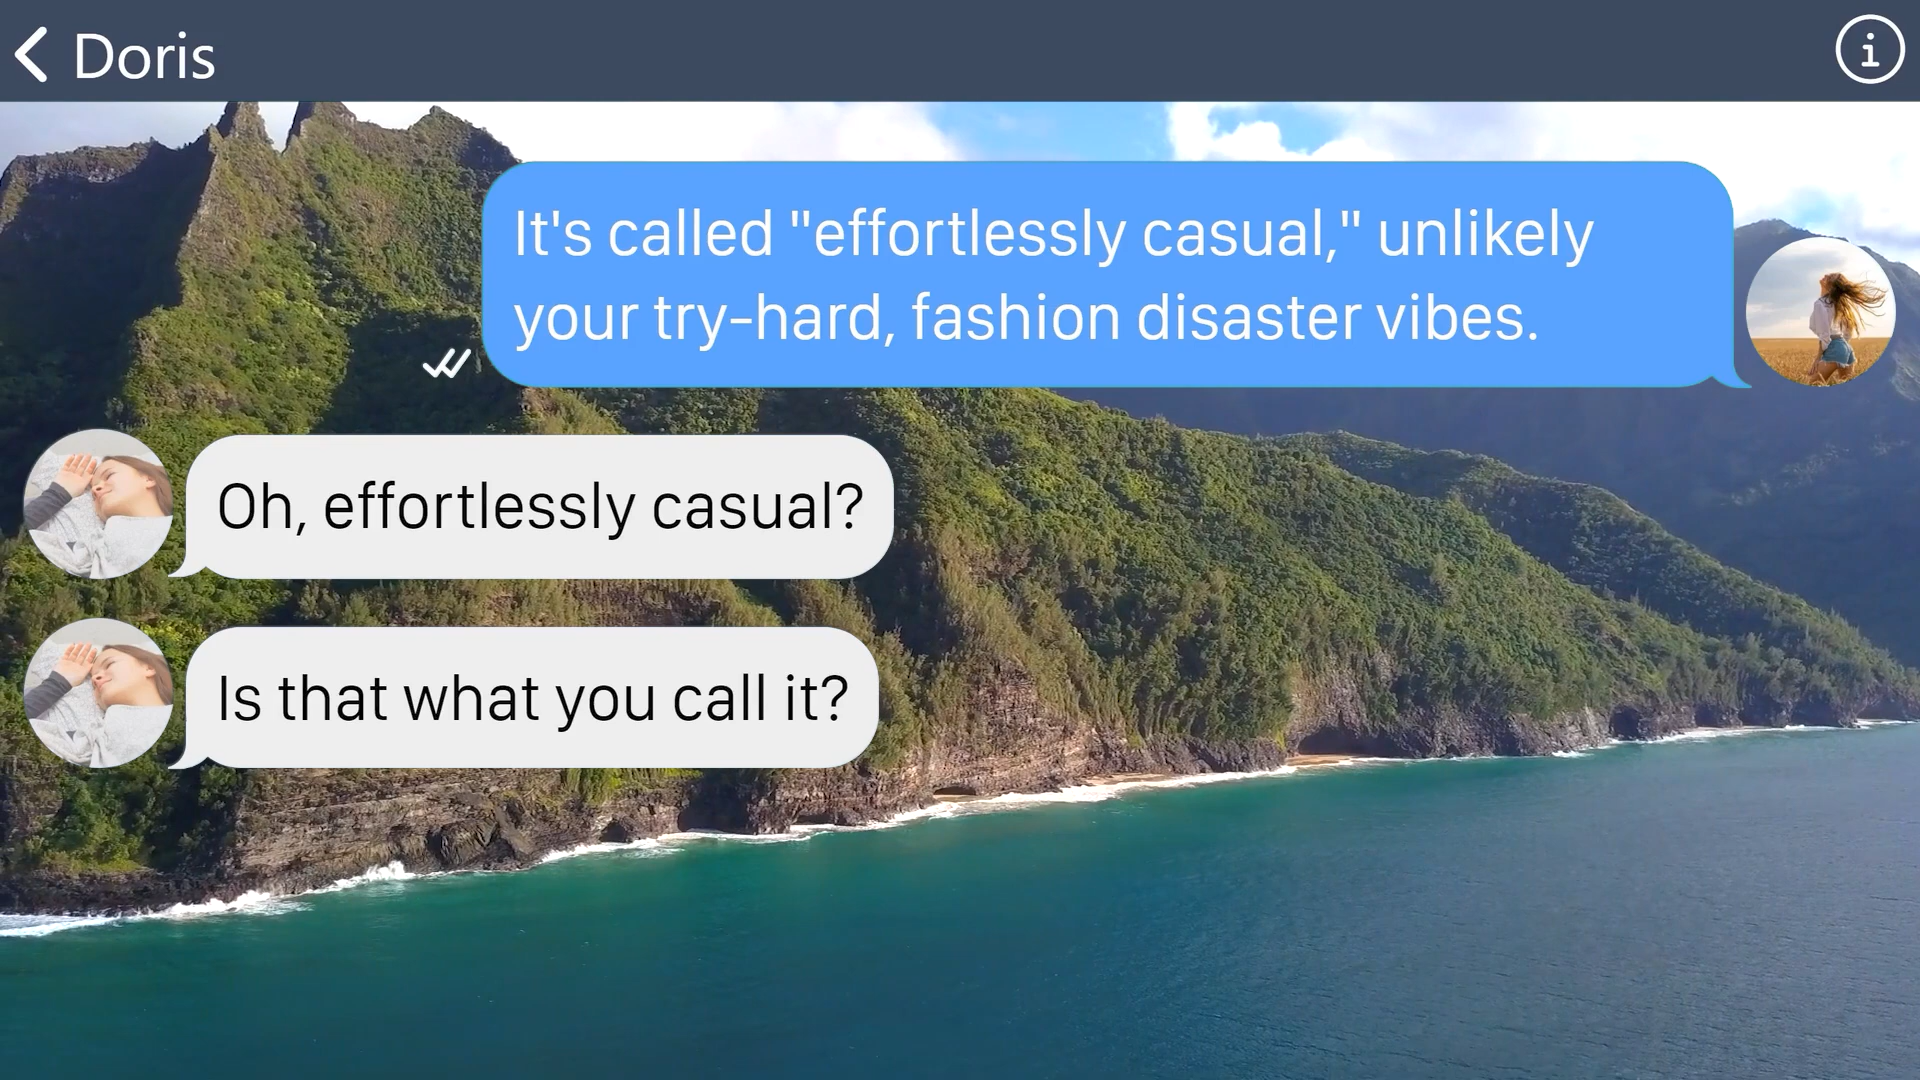 Doris
It's called "effortlessly casual," unlikely
your try-hard, fashion disaster vibes.
Oh, effortlessly casual?
Is that what you call it?